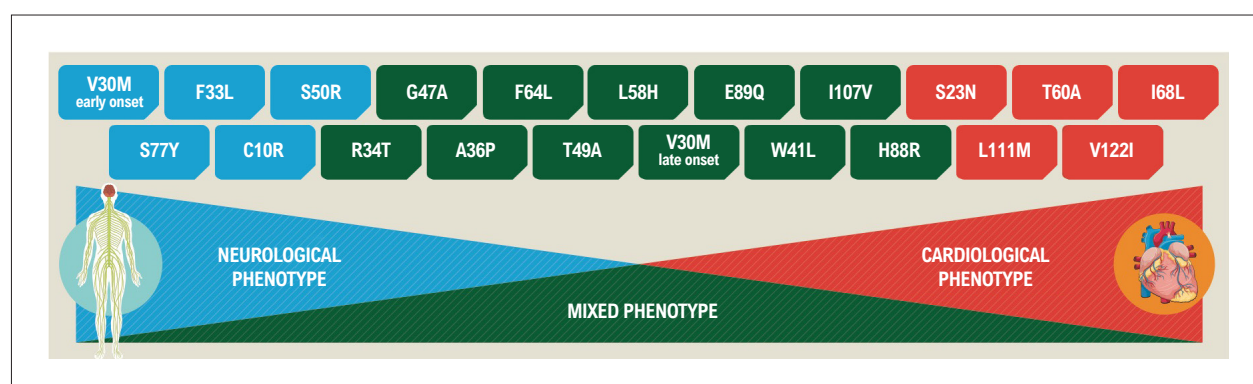 V30M
early onset
F33L
S50R
G47A
F64L
L58H
E89Q
I107V
S23N
T60A
I68L
S77Y
C10R
R34T
A36P
T49A
V30M
late onset
W41L
H88R
L111M
V122I
NEUROLOGICAL
PHENOTYPE
CARDIOLOGICAL
PHENOTYPE
MIXED PHENOTYPE